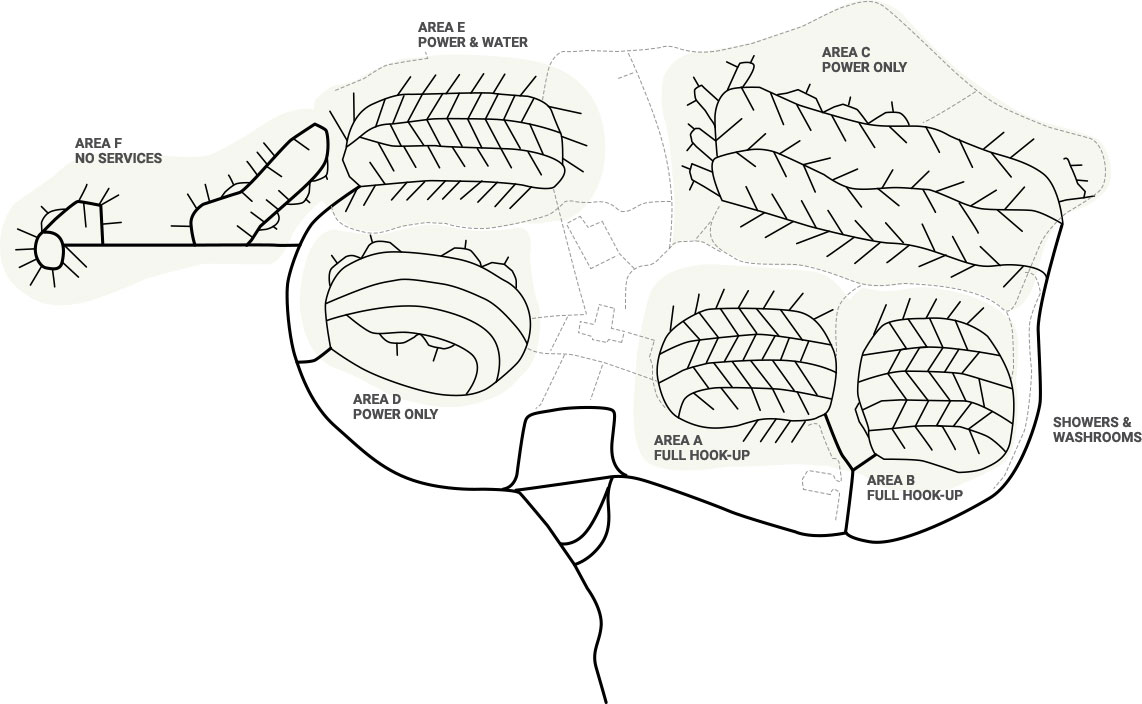 AREA E
POWER & WATER
AREA C
POWER ONLY
AREA F
NO SERVICES
AREA D
POWER ONLY
AREA A
FULL HOOK-UP
AREA B
FULL HOOK-UP
SHOWERS &
WASHROOMS